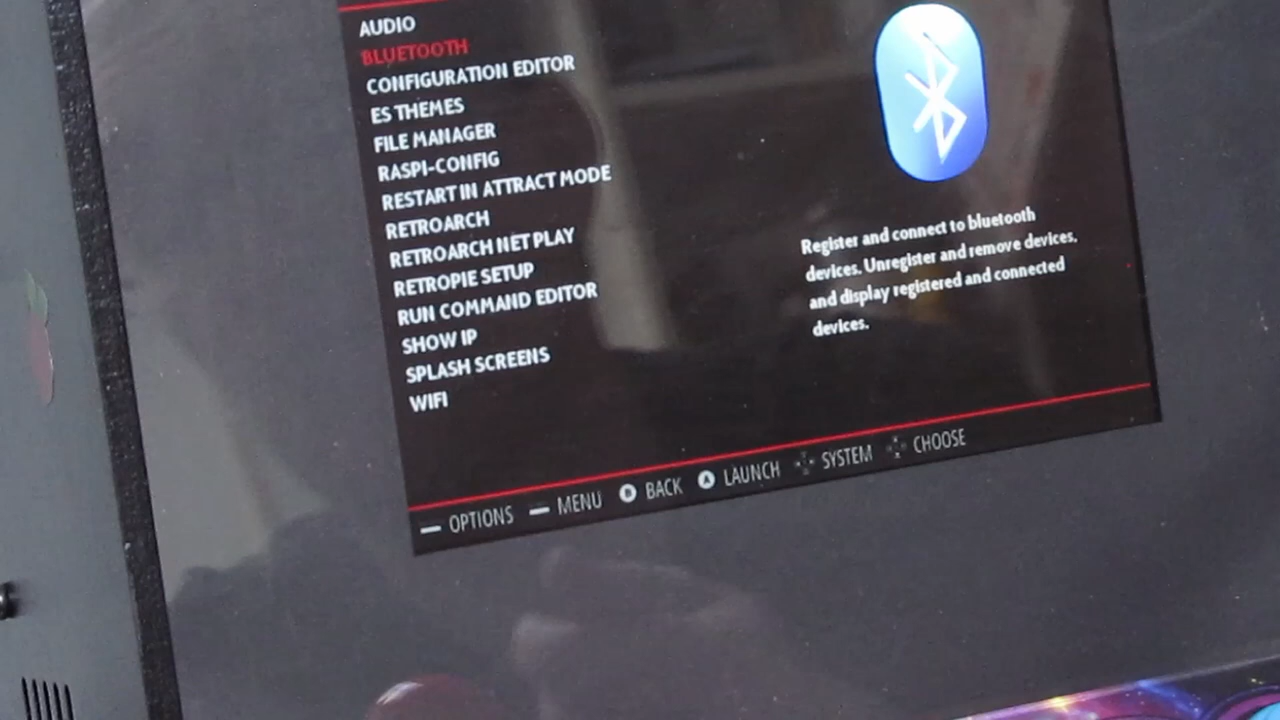 AUDIO
BLUETOOTH
CONFIGURATION EDITOR
ES THEMES
FILE MANAGER
RASPI-CONFIG
RESTART IN ATTRACT MODE
RETROARCH
RETROARCH NET PLAY
RETROPIE SETUP
RUN COMMAND EDITOR
SHOW IP
SPLASH SCREENS
WIFI
Register and connect to bluetooth
devices. Unregister and remove devices,
and display registered and connected
devices.
OPTIONS MENU B BACK A LAUNCH SYSTEM CHOOSE